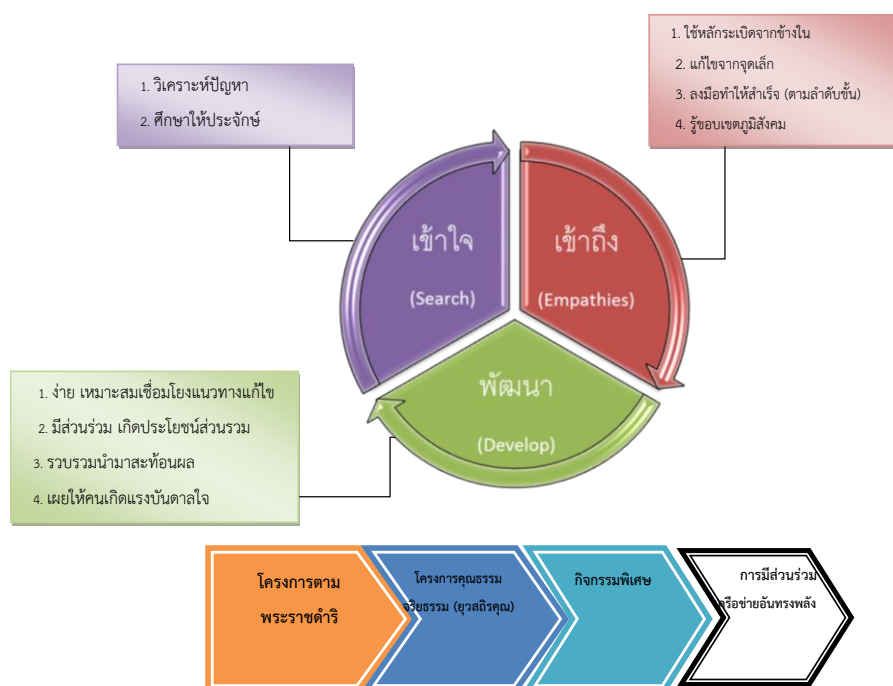 1. วิเคราะห์ปัญหา
2. ศึกษาให้ประจักษ์
1. ใช้หลักระเบิดจากข้างใน
2. แก้ไขจากจุดเล็ก
3. ลงมือทำให้สำเร็จ (ตามลำดับขั้น)
4. รู้ขอบเขตภูมิสังคม
เข้าใจ
(Search)
เข้าถึง
(Empathies)
พัฒนา
(Develop)
1. ง่าย เหมาะสมเชื่อมโยงแนวทางแก้ไข
2. มีส่วนร่วม เกิดประโยชน์ส่วนรวม
3. รวบรวมนำมาสะท้อนผล
4. เผยให้คนเกิดแรงบันดาลใจ
โครงการตาม
พระราชดำริ
โครงการคุณธรรม
จริยธรรม (ยุวสถิรคุณ)
กิจกรรมพิเศษ
การมีส่วนร่วม
ครือข่ายอันทรงพลัง